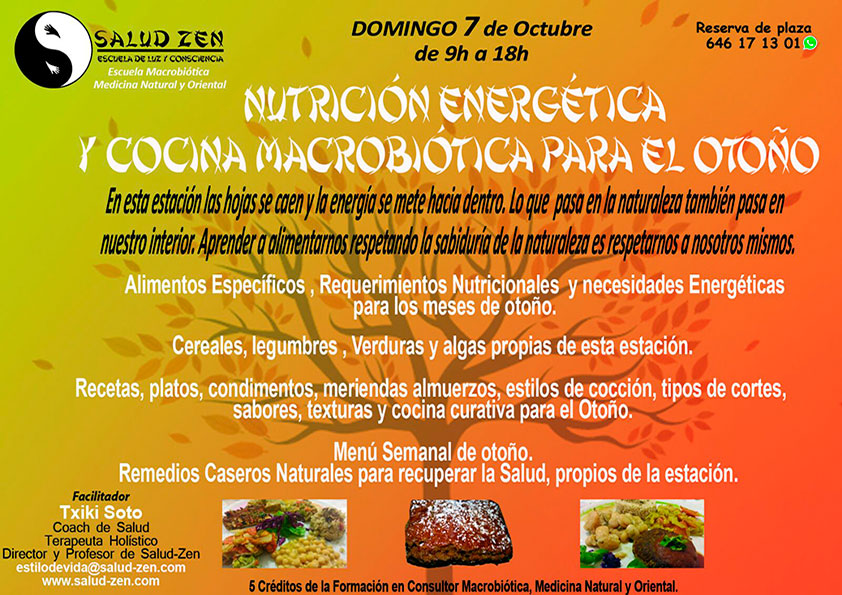 SALUD ZEN
ESCUELA DE LUZ Y CONSCIENCIA
Escuela Macrobiótica
Medicina Natural y Oriental
DOMINGO 7 de Octubre
de 9h a 18h
Reserva de plaza
646 17 13 01
NUTRICIÓN ENERGÉTICA
Y COCINA MACROBIÓTICA PARA EL OTOÑO
En esta estación las hojas se caen y la energía se mete hacia dentro. Lo que pasa en la naturaleza también pasa en
nuestro interior. Aprender a alimentarnos respetando la sabiduría de la naturaleza es respetarnos a nosotros mismos.
Alimentos Específicos , Requerimientos Nutricionales y necesidades Energéticas
para los meses de otoño.
Cereales, legumbres , Verduras y algas propias de esta estación.
Recetas, platos, condimentos, meriendas almuerzos, estilos de cocción, tipos de cortes,
sabores, texturas y cocina curativa para el Otoño.
Menú Semanal de otoño.
Remedios Caseros Naturales para recuperar la Salud, propios de la estación.
Facilitador
Txiki Soto
Coach de Salud
Terapeuta Holístico
Director y Profesor de Salud-Zen
estilodevida@salud-zen.com
www.salud-zen.com
5 Créditos de la Formación en Consultor Macrobiótica, Medicina Natural y Oriental.